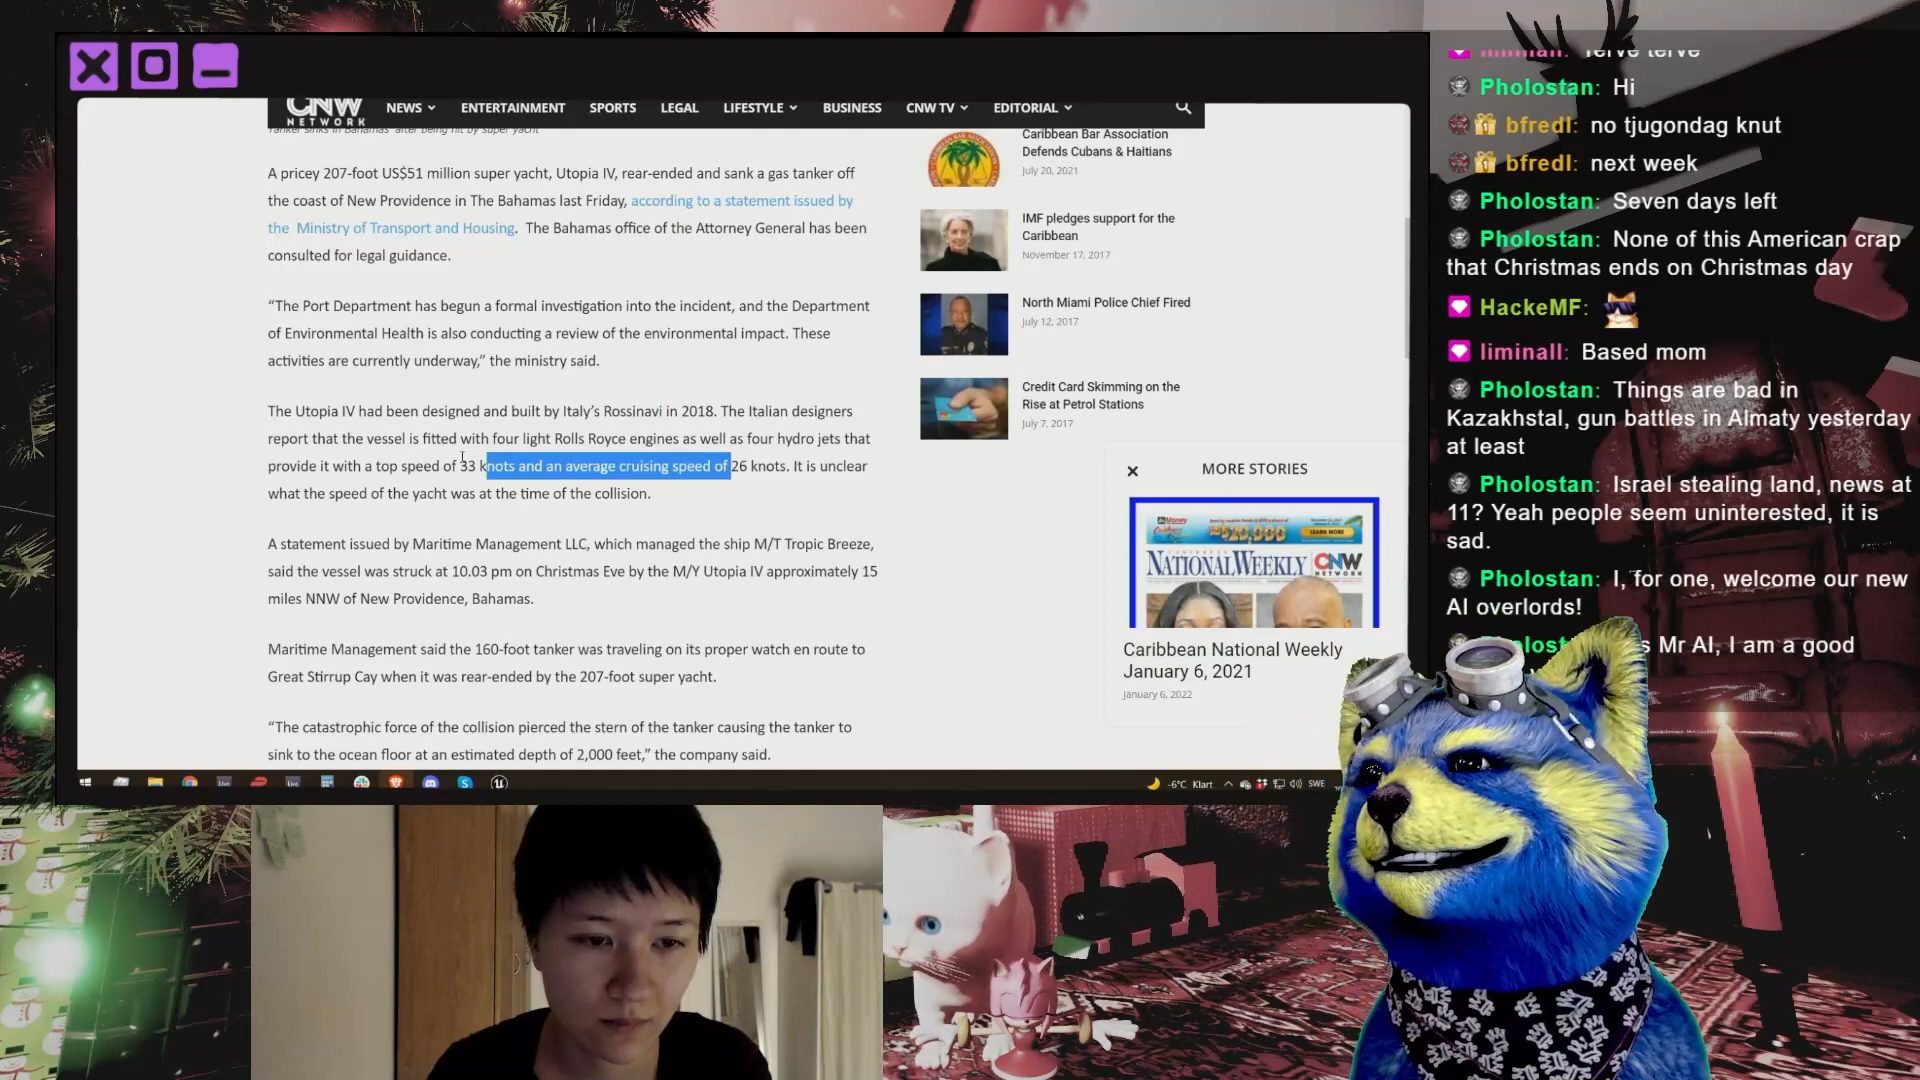 CNW
NETWORK
NEWS
ENTERTAINMENT
SPORTS
LEGAL
LIFESTYLE
BUSINESS
CNW TV
EDITORIAL
Tanker sinks in Bahamas after being hit by super yacht
A pricey 207-foot US$51 million super yacht, Utopia IV, rear-ended and sank a gas tanker off
the coast of New Providence in The Bahamas last Friday, according to a statement issued by
the Ministry of Transport and Housing. The Bahamas office of the Attorney General has been
consulted for legal guidance.
“The Port Department has begun a formal investigation into the incident, and the Department
of Environmental Health is also conducting a review of the environmental impact. These
activities are currently underway,” the ministry said.
The Utopia IV had been designed and built by Italy’s Rossinavi in 2018. The Italian designers
report that the vessel is fitted with four light Rolls Royce engines as well as four hydro jets that
provide it with a top speed of 33 knots and an average cruising speed of 26 knots. It is unclear
what the speed of the yacht was at the time of the collision.
A statement issued by Maritime Management LLC, which managed the ship M/T Tropic Breeze,
said the vessel was struck at 10.03 pm on Christmas Eve by the M/Y Utopia IV approximately 15
miles NNW of New Providence, Bahamas.
Maritime Management said the 160-foot tanker was traveling on its proper watch en route to
Great Stirrup Cay when it was rear-ended by the 207-foot super yacht.
“The catastrophic force of the collision pierced the stern of the tanker causing the tanker to
sink to the ocean floor at an estimated depth of 2,000 feet,” the company said.
Caribbean Bar Association
Defends Cubans & Haitians
July 20, 2021
IMF pledges support for the
Caribbean
November 17, 2017
North Miami Police Chief Fired
July 12, 2017
Credit Card Skimming on the
Rise at Petrol Stations
July 7, 2017
MORE STORIES
LEARN MORE
NATIONAL WEEKLY
CNW
NETWORK
Caribbean National Weekly
January 6, 2021
January 6, 2022
-6°C Klart
SWE
liminall: Terve terve
Pholostan: Hi
bfredl: no tjugondag knut
bfredl: next week
Pholostan: Seven days left
Pholostan: None of this American crap
that Christmas ends on Christmas day
HackeMF:
liminall: Based mom
Pholostan: Things are bad in
Kazakhstal, gun battles in Almaty yesterday
at least
Pholostan: Israel stealing land, news at
11? Yeah people seem uninterested, it is
sad.
Pholostan: I, for one, welcome our new
AI overlords!
Mr AI, I am a good